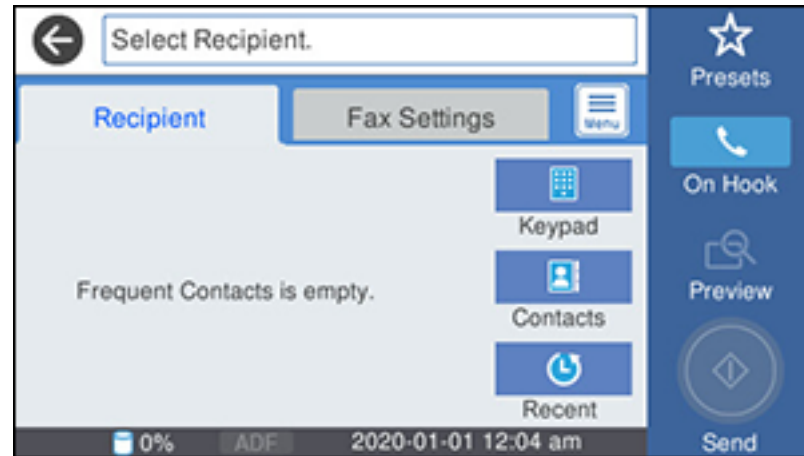 Select Recipient.
Presets
Recipient
Fax Settings
Menu
On Hook
Keypad
Frequent Contacts is empty.
Preview
Contacts
Recent
0%
ADF
2020-01-01 12:04 am
Send